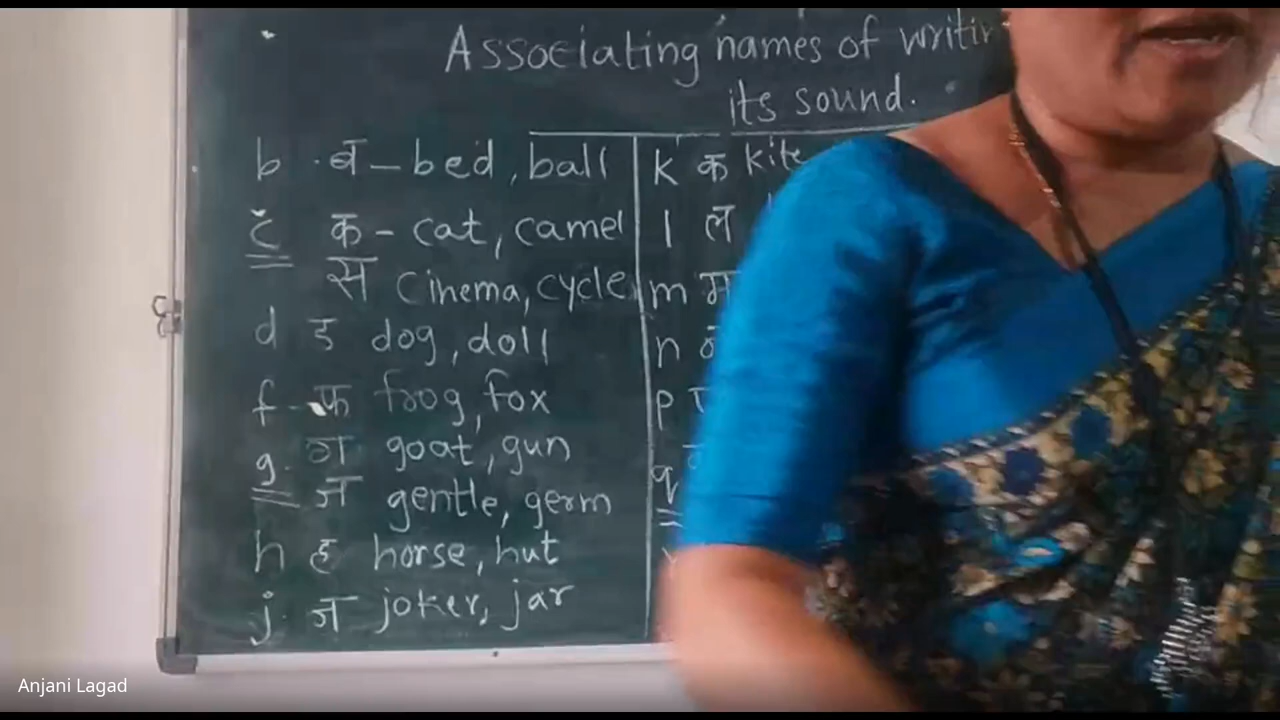 Associating names of
its sound.
b . ब् – bed, ball
c क - cat, camel
स cinema, cycle
d ड dog, doll
f - फ frog, fox
g. ग goat, gun
ज gentle, germ
h ह horse, hut
j. ज joker, jar
k क kite
l ल
m म
n
p
q
Anjani Lagad